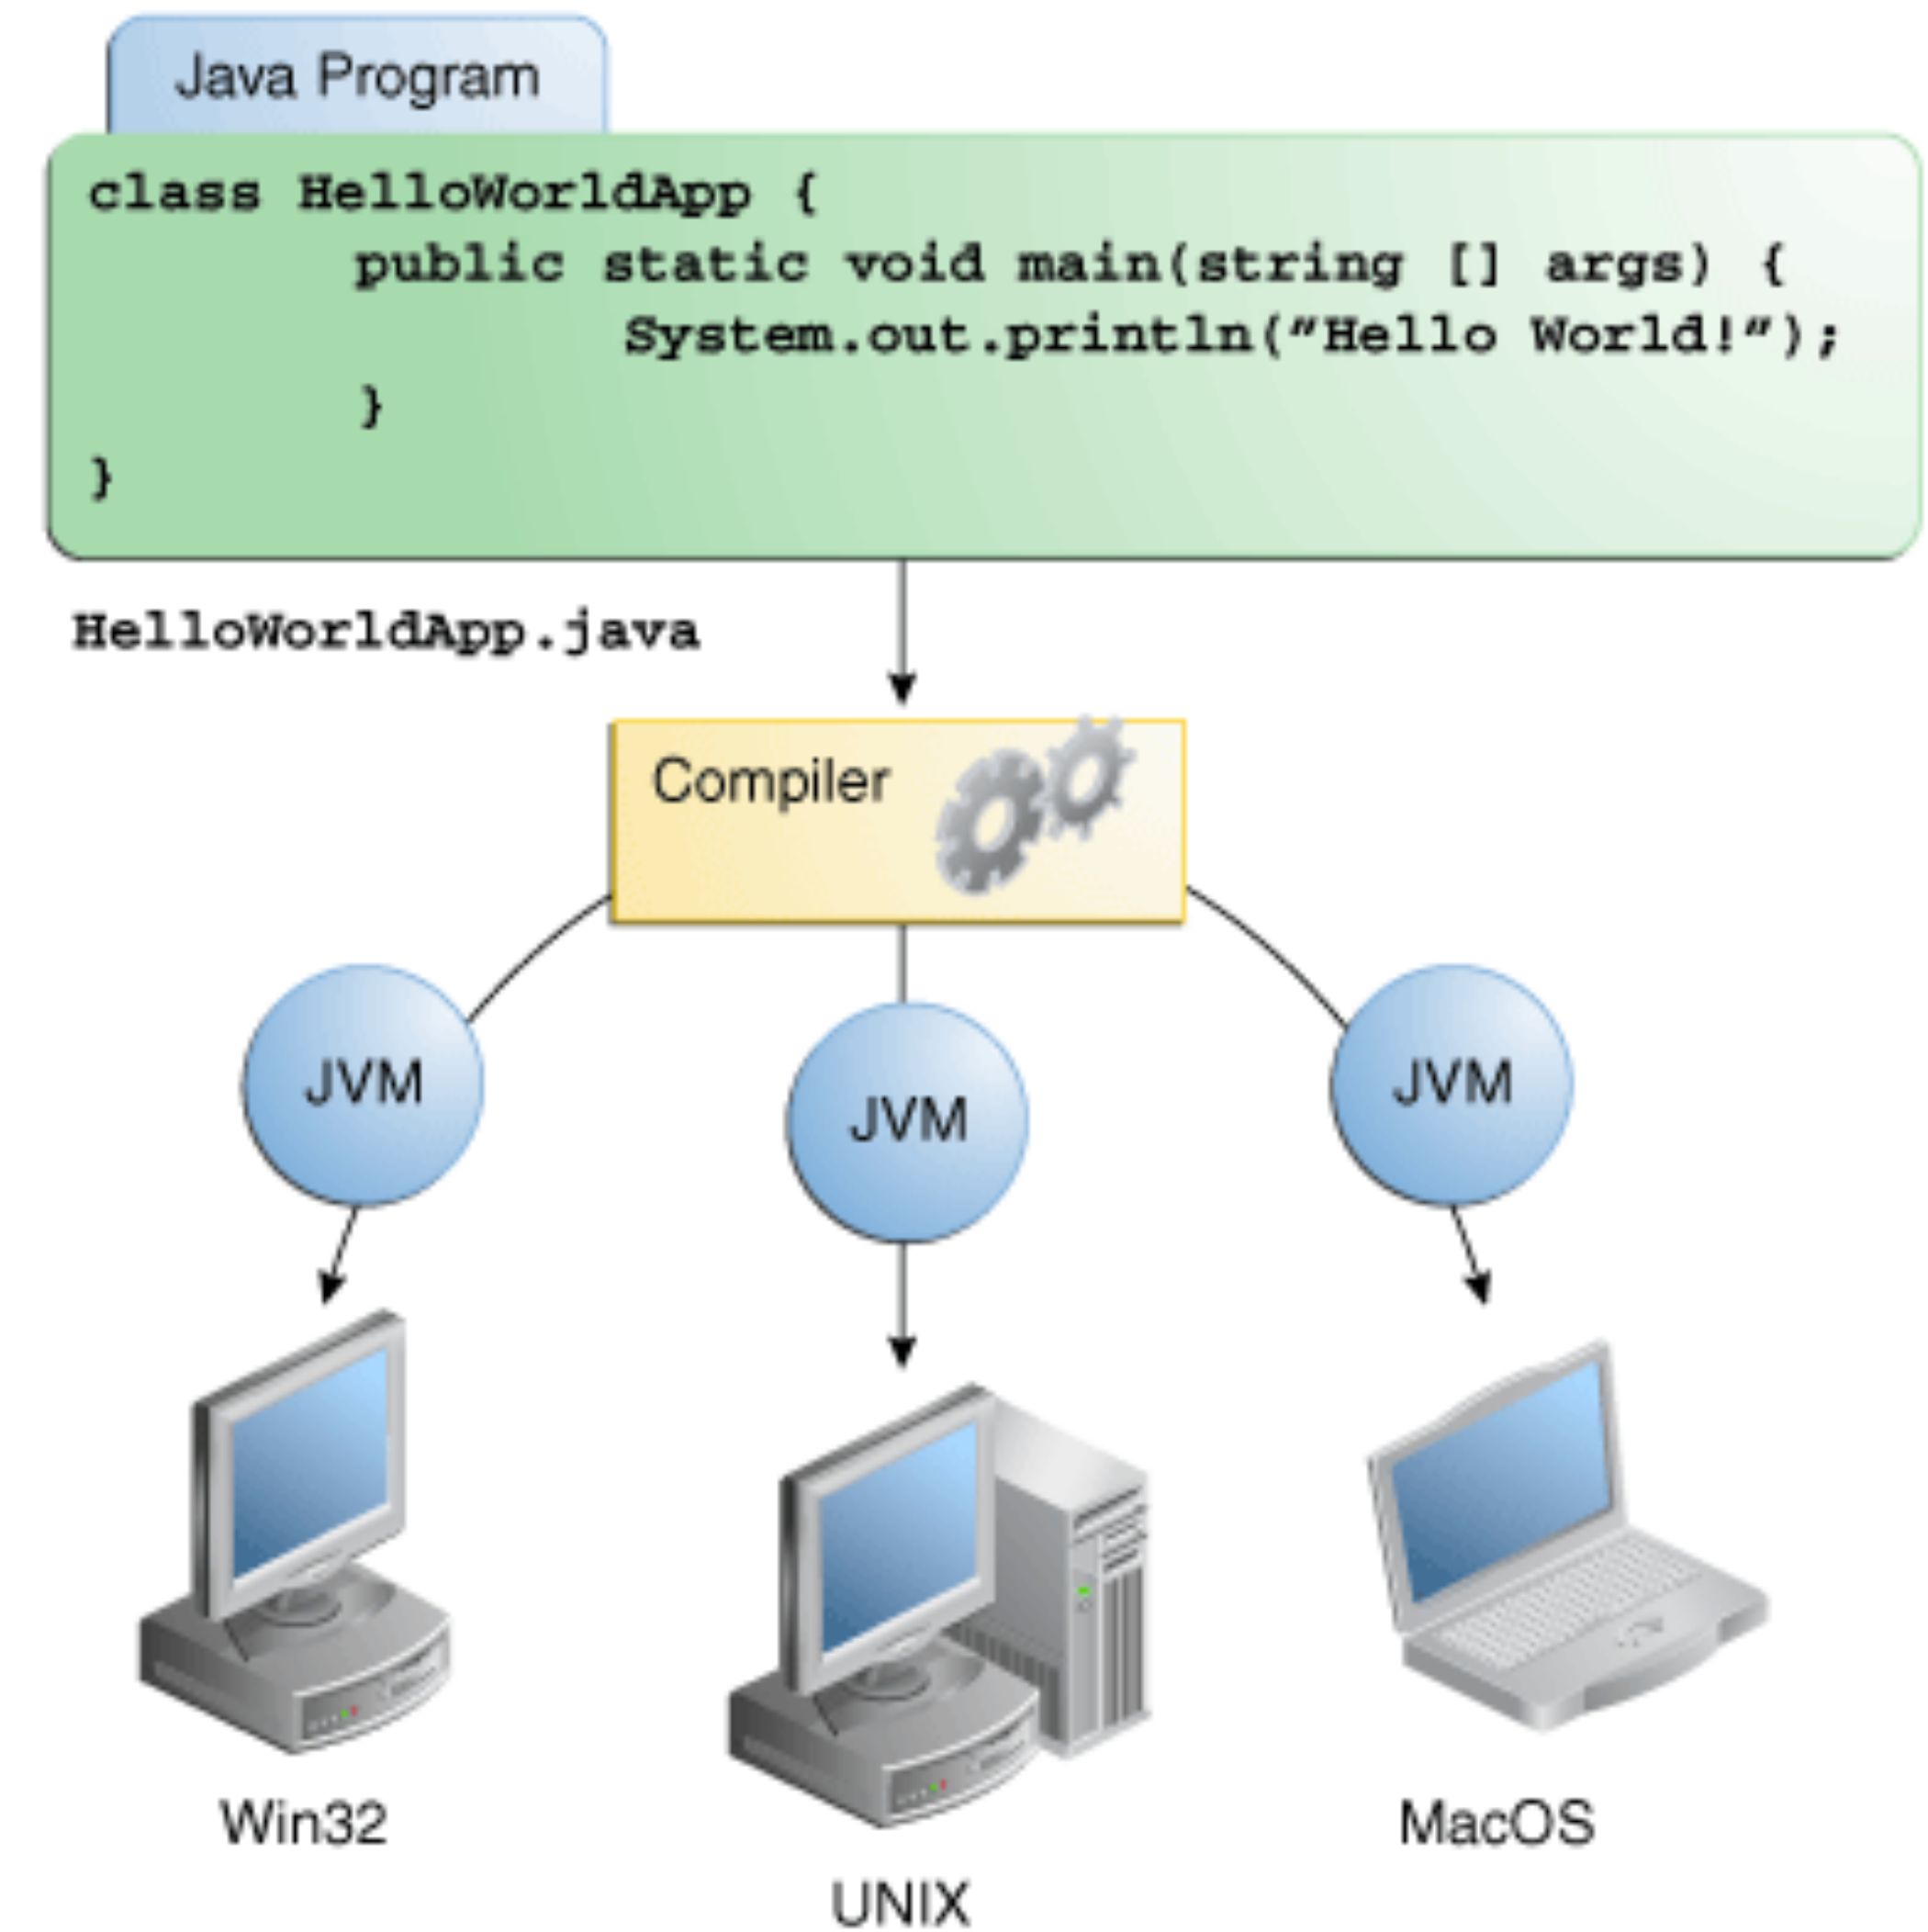 Java Program
class HelloWorldApp {
public static void main(string [] args) {
System.out.println("Hello World!");
}
}
HelloWorldApp.java
Compiler
JVM
JVM
JVM
Win32
UNIX
MacOS